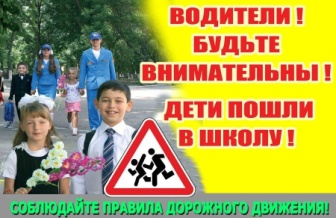 ВОДИТЕЛИ !
БУДЬТЕ
ВНИМАТЕЛЬНЫ !
ДЕТИ ПОШЛИ
В ШКОЛУ !
СОБЛЮДАЙТЕ ПРАВИЛА ДОРОЖНОГО ДВИЖЕНИЯ!